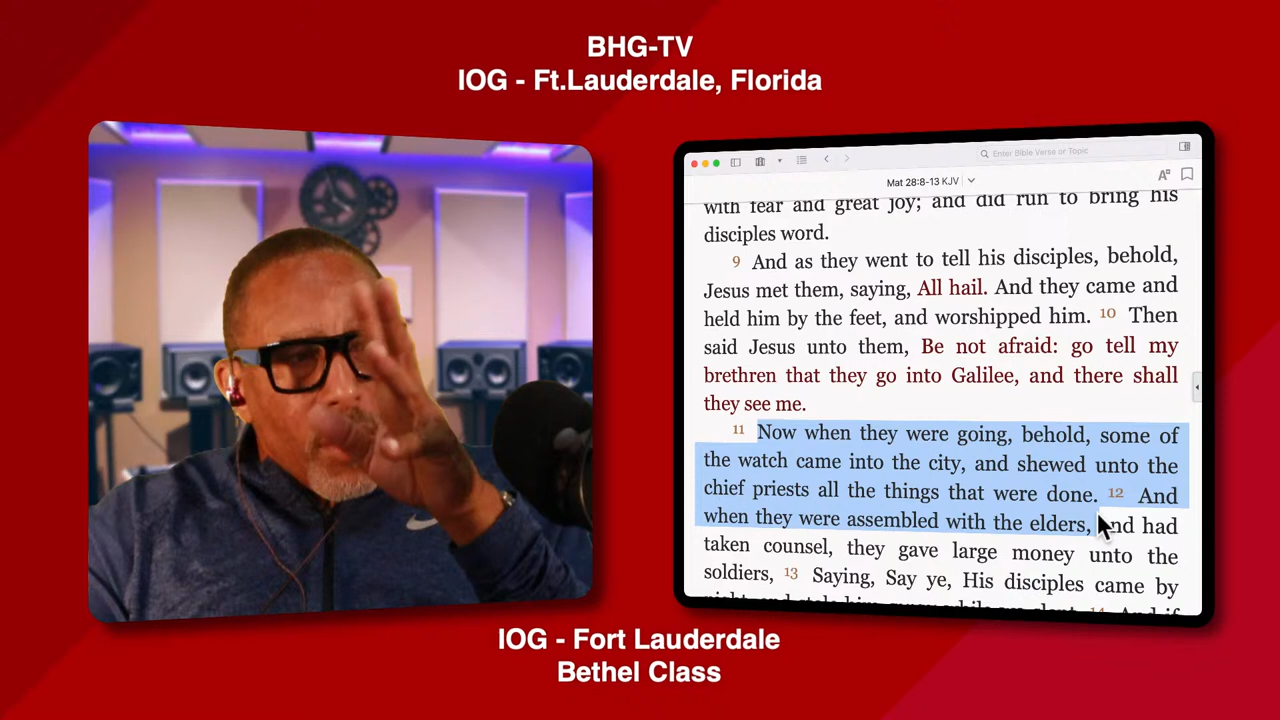 BHG-TV
IOG - Ft.Lauderdale, Florida
Enter Bible Verse or Topic
Mat 28:8-13 KJV
with fear and great joy; and did run to bring his
disciples word.
9 And as they went to tell his disciples, behold,
Jesus met them, saying, All hail. And they came and
held him by the feet, and worshipped him. 10 Then
said Jesus unto them, Be not afraid: go tell my
brethren that they go into Galilee, and there shall
they see me.
11 Now when they were going, behold, some of
the watch came into the city, and shewed unto the
chief priests all the things that were done. 12 And
when they were assembled with the elders, and had
taken counsel, they gave large money unto the
soldiers, 13 Saying, Say ye, His disciples came by
IOG - Fort Lauderdale
Bethel Class